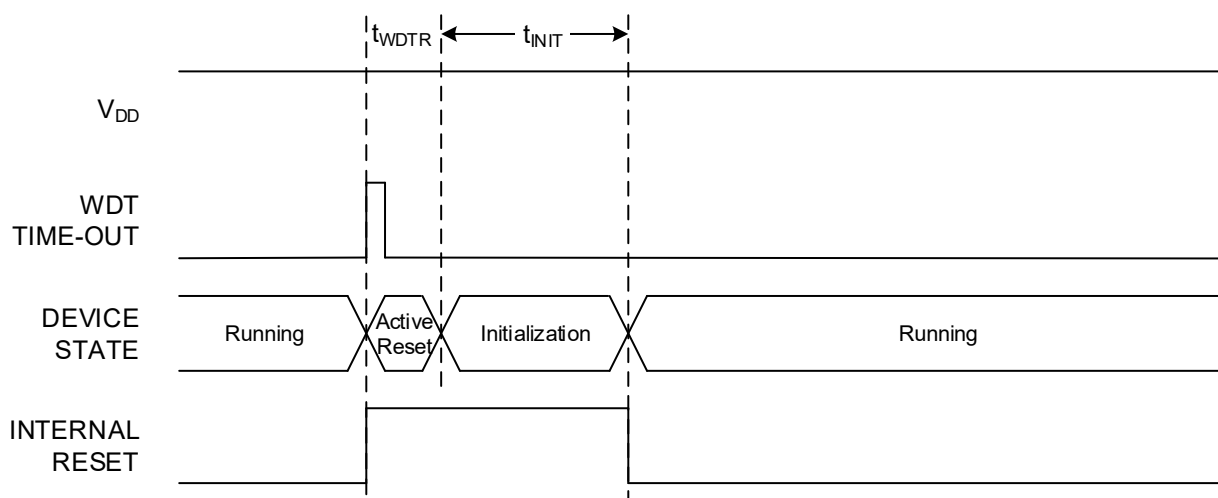 tWDTR
tINIT
VDD
WDT
TIME-OUT
DEVICE
STATE
Running
Active
Reset
Initialization
Running
INTERNAL
RESET